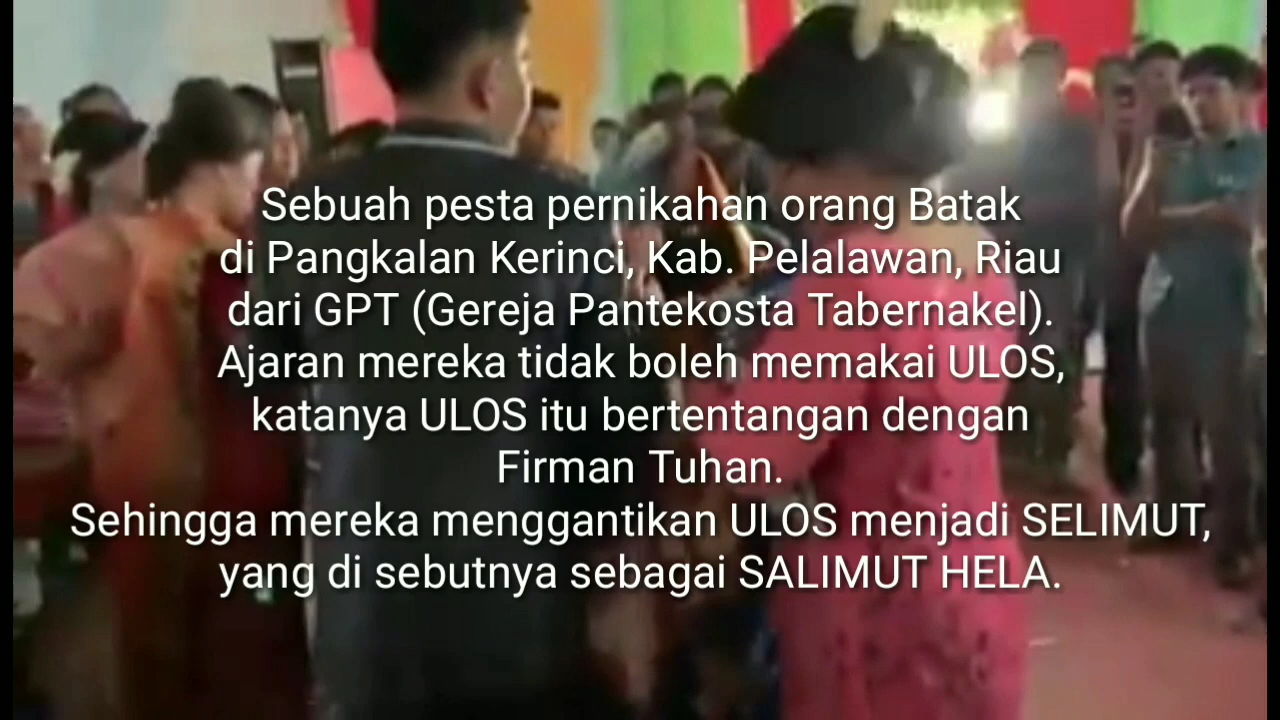 Sebuah pesta pernikahan orang Batak
di Pangkalan Kerinci, Kab. Pelalawan, Riau
dari GPT (Gereja Pantekosta Tabernakel).
Ajaran mereka tidak boleh memakai ULOS,
katanya ULOS itu bertentangan dengan
Firman Tuhan.
Sehingga mereka menggantikan ULOS menjadi SELIMUT,
yang di sebutnya sebagai SALIMUT HELA.